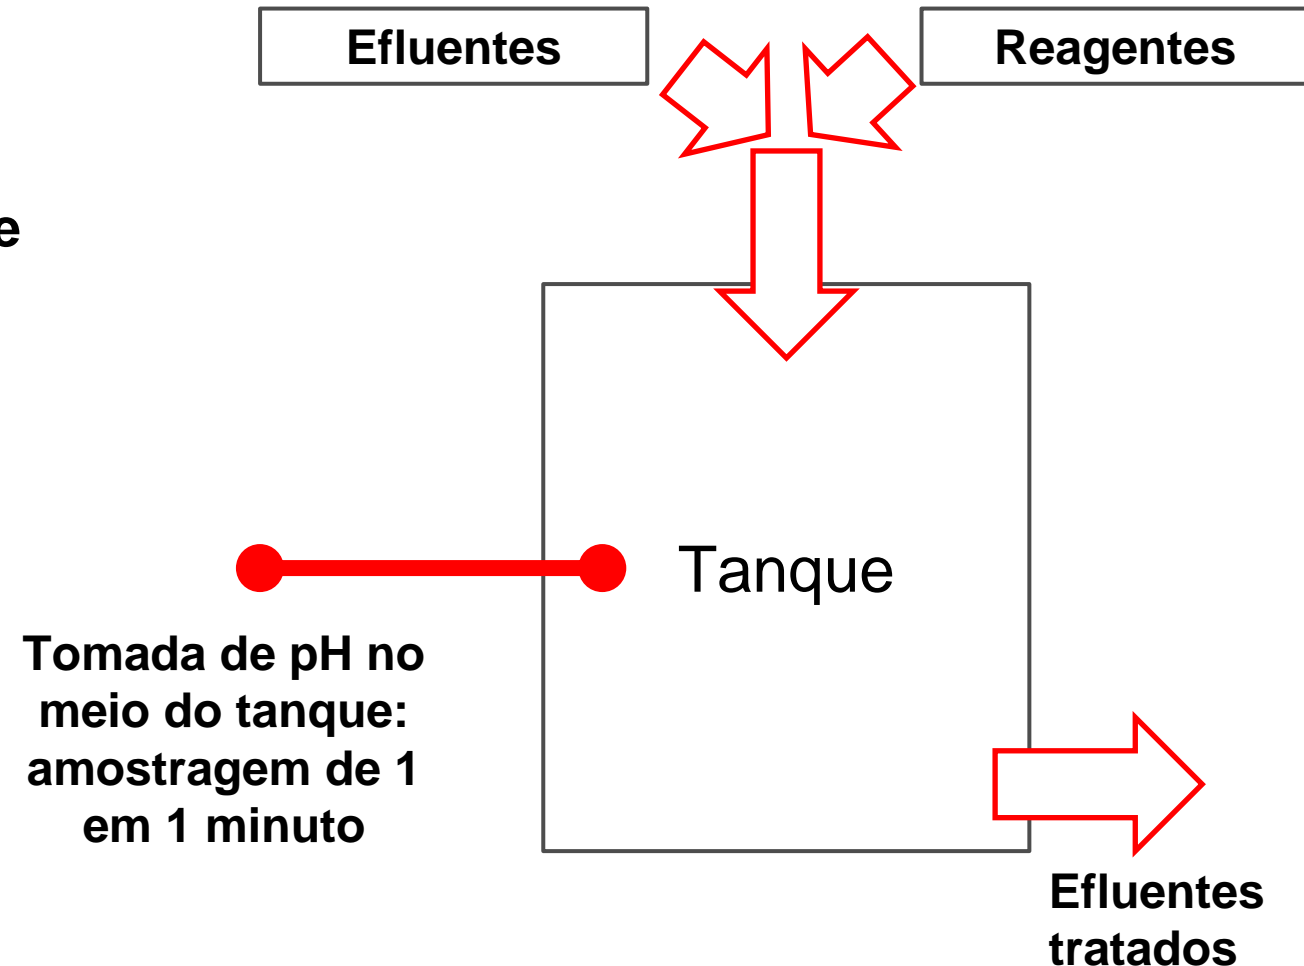 Efluentes
Reagentes
e
Tanque
Tomada de pH no
meio do tanque:
amostragem de 1
em 1 minuto
Efluentes
tratados